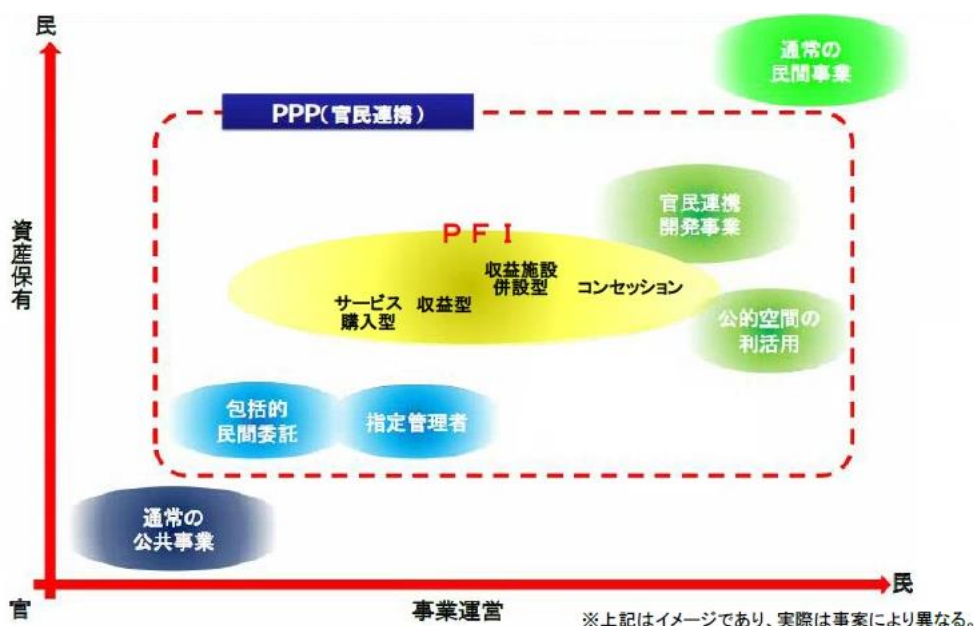 民
通常の
民間事業
PPP(官民連携)
官民連携
開発事業
PFI
収益施設
併設型
コンセッション
サービス
購入型
収益型
公的空間の
利活用
資産保有
包括的
民間委託
指定管理者
通常の
公共事業
民
官
事業運営
※上記はイメージであり、実際は事案により異なる。